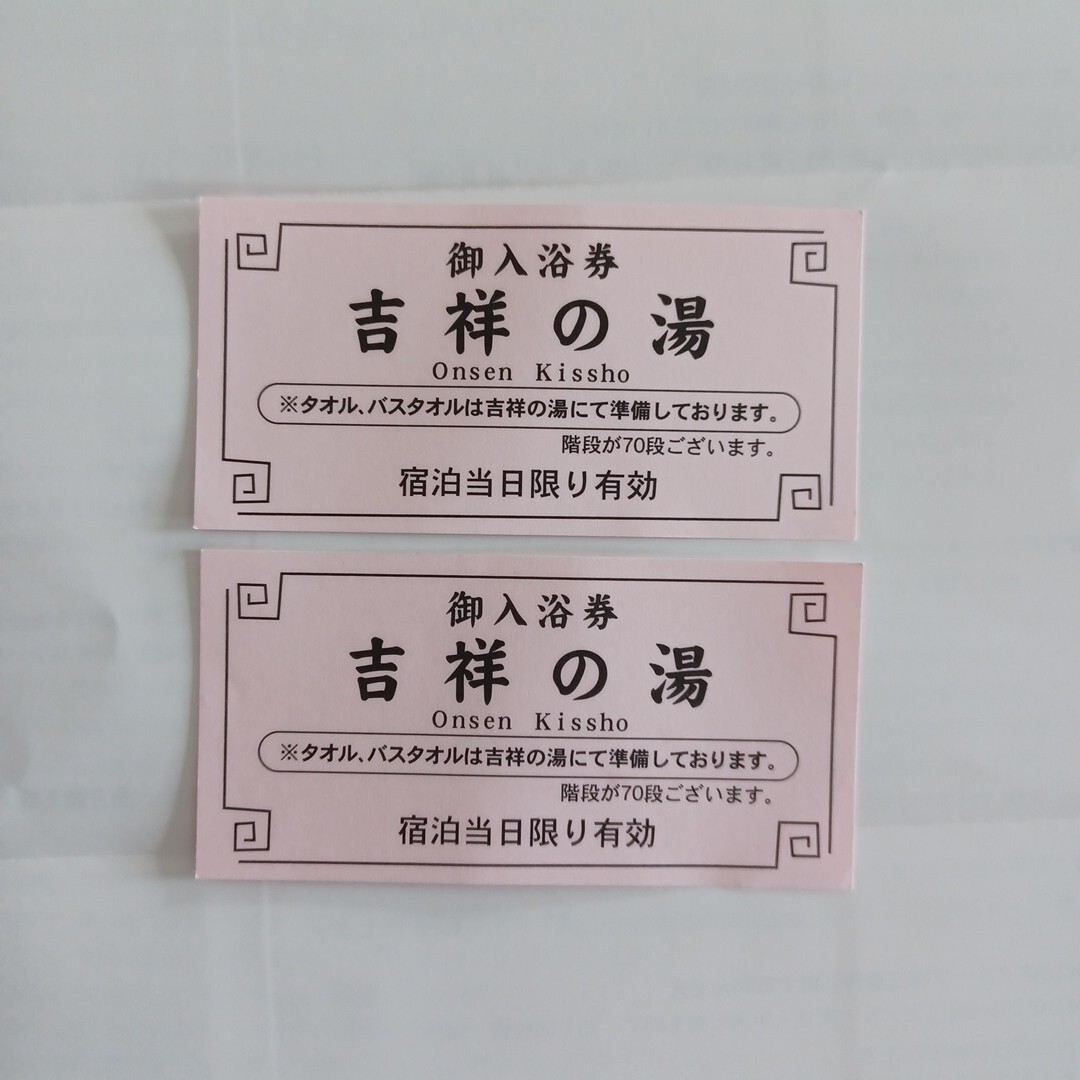 御入浴券
吉祥の湯
Onsen Kissho
※タオル、バスタオルは吉祥の湯にて準備しております。
階段が70段ございます。
宿泊当日限り有効
御入浴券
吉祥の湯
Onsen Kissho
※タオル、バスタオルは吉祥の湯にて準備しております。
階段が70段ございます。
宿泊当日限り有効